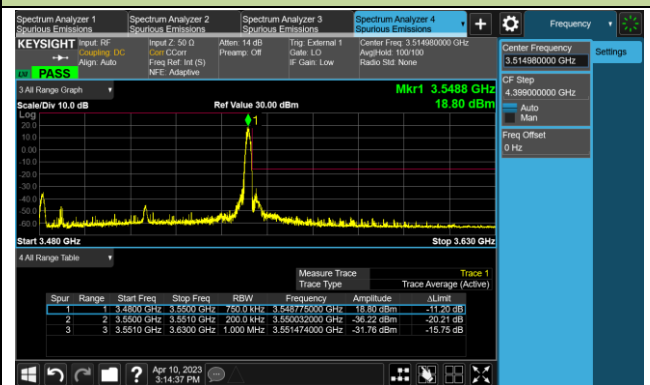 Spectrum Analyzer 1
Spurious Emissions
Spectrum Analyzer 2
Spurious Emissions
Spectrum Analyzer 3
Spurious Emissions
Spectrum Analyzer 4
Spurious Emissions
Frequency
KEYSIGHT
Input: RF
Coupling: DC
Align: Auto
Input Z: 50 Ω
Corr CCorr
Freq Ref: Int (S)
NFE: Adaptive
Atten: 14 dB
Preamp: Off
Trig: External 1
Gate: LO
IF Gain: Low
Center Freq: 3.514980000 GHz
Avg|Hold: 100/100
Radio Std: None
PASS
Center Frequency
3.514980000 GHz
Settings
CF Step
4.399000000 GHz
Auto
Man
Freq Offset
0 Hz
3 All Range Graph
Mkr1 3.5488 GHz
Scale/Div 10.0 dB
Ref Value 30.00 dBm
18.80 dBm
Log
20.0
10.0
0.00
-10.0
-20.0
-30.0
-40.0
-50.0
-60.0
1
Start 3.480 GHz
Stop 3.630 GHz
4 All Range Table
Measure Trace Trace 1
Trace Type Trace Average (Active)
Spur Range Start Freq Stop Freq RBW Frequency Amplitude ΔLimit
1 1 3.4800 GHz 3.5500 GHz 750.0 kHz 3.548775000 GHz 18.80 dBm -11.20 dB
2 2 3.5500 GHz 3.5510 GHz 200.0 kHz 3.550032000 GHz -36.22 dBm -20.21 dB
3 3 3.5510 GHz 3.6300 GHz 1.000 MHz 3.551474000 GHz -31.76 dBm -15.75 dB
Apr 10, 2023
3:14:37 PM